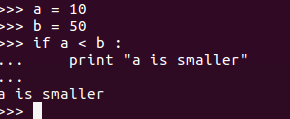 >>> a = 10
>>> b = 50
>>> if a < b :
...     print "a is smaller"
...
a is smaller
>>>